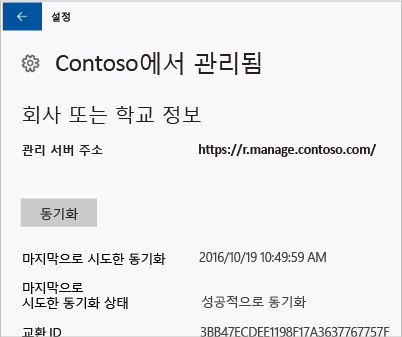 설정
Contoso에서 관리됨
회사 또는 학교 정보
관리 서버 주소 https://r.manage.contoso.com/
동기화
마지막으로 시도한 동기화 2016/10/19 10:49:59 AM
마지막으로
시도한 동기화 상태 성공적으로 동기화
교환 ID 3BB47ECDEE1198F17A3637767757F